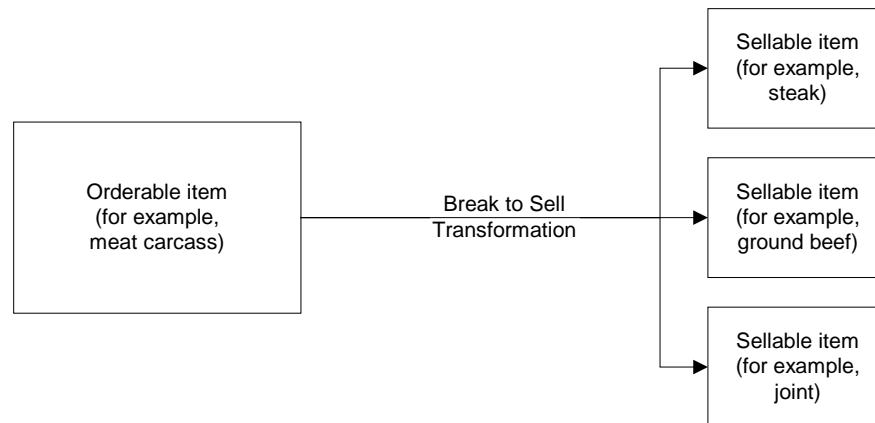 Orderable item
(for example,
meat carcass)
Break to Sell
Transformation
Sellable item
(for example,
steak)
Sellable item
(for example,
ground beef)
Sellable item
(for example,
joint)